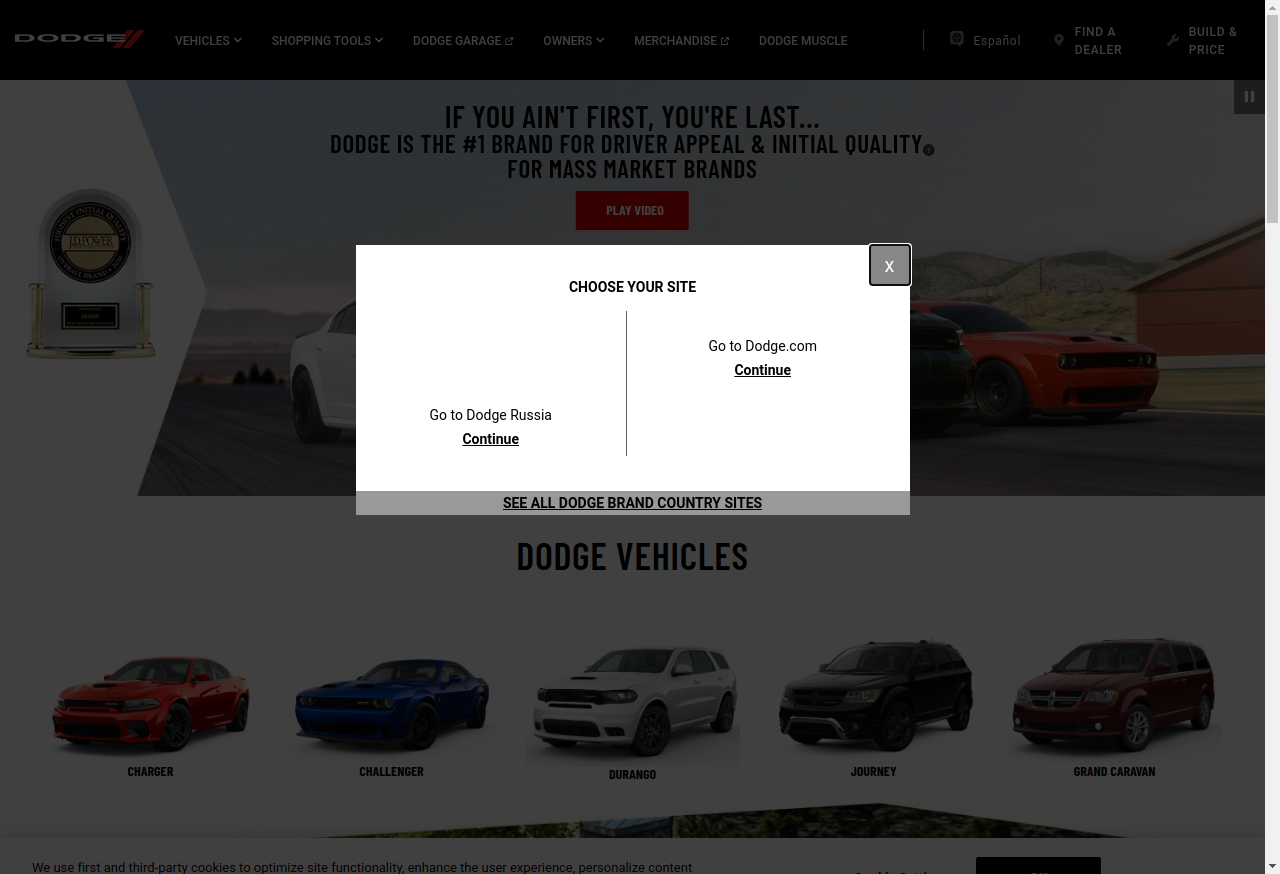 DODGE
VEHICLES
SHOPPING TOOLS
DODGE GARAGE
OWNERS
MERCHANDISE
DODGE MUSCLE
Español
FIND A
DEALER
BUILD &
PRICE
IF YOU AIN'T FIRST, YOU'RE LAST...
DODGE IS THE #1 BRAND FOR DRIVER APPEAL & INITIAL QUALITY
FOR MASS MARKET BRANDS
PLAY VIDEO
HIGHEST INITIAL QUALITY
J.D. POWER
X
CHOOSE YOUR SITE
Go to Dodge.com
Continue
Go to Dodge Russia
Continue
SEE ALL DODGE BRAND COUNTRY SITES
DODGE VEHICLES
CHARGER
CHALLENGER
DURANGO
JOURNEY
GRAND CARAVAN
We use first and third-party cookies to optimize site functionality, enhance the user experience, personalize content